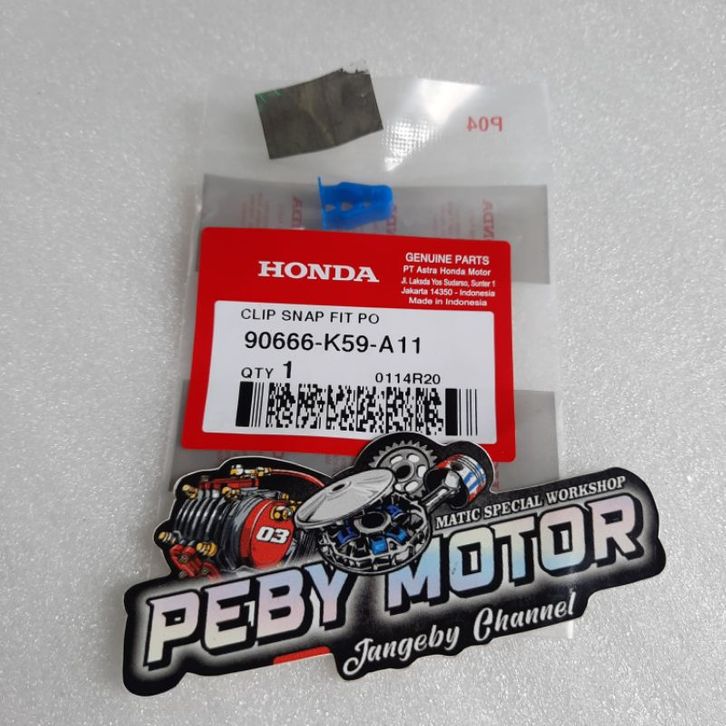 P04
HONDA
HONDA
GENUINE PARTS
PT Astra Honda Motor
Jl. Laksda Yos Sudarso, Sunter 1
Jakarta 14350 - Indonesia
Made in Indonesia
CLIP SNAP FIT PO
90666-K59-A11
QTY 1
0114R20
03
MATIC SPECIAL WORKSHOP
PEBY MOTOR
Jangeby Channel